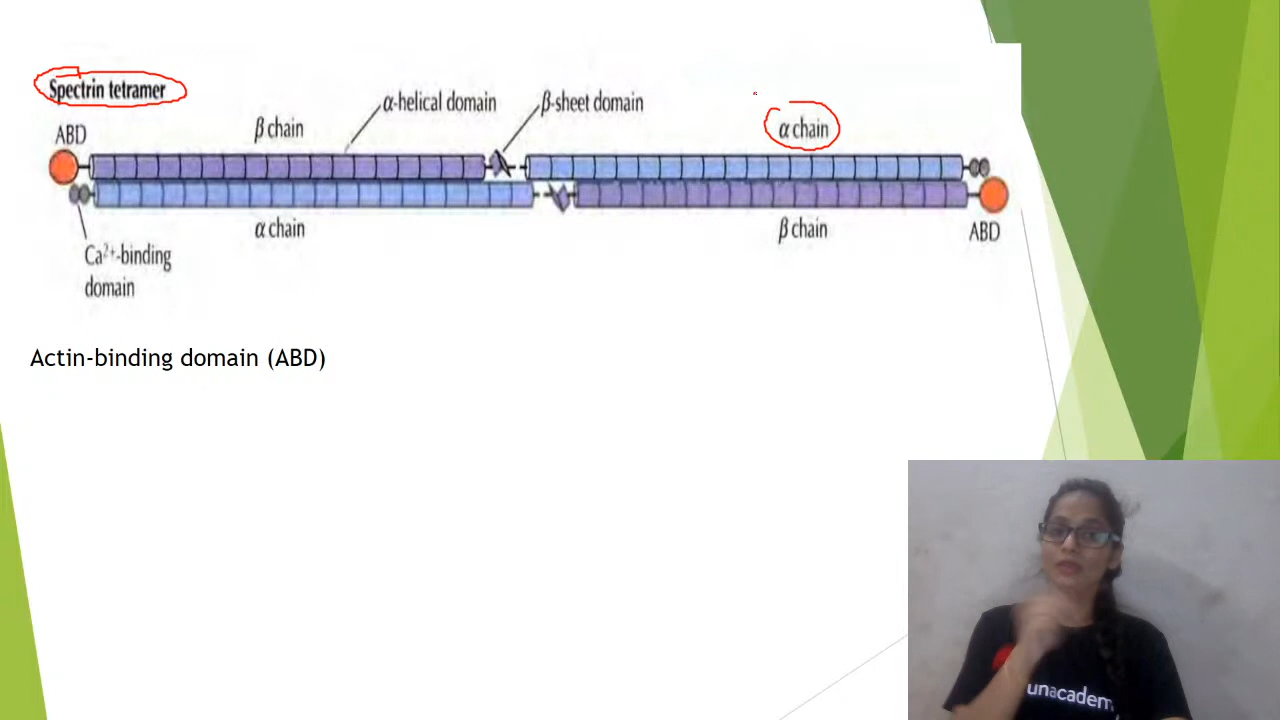 Spectrin tetramer
α-helical domain
β-sheet domain
ABD
β chain
α chain
α chain
β chain
ABD
Ca²⁺-binding
domain
Actin-binding domain (ABD)
unacadem